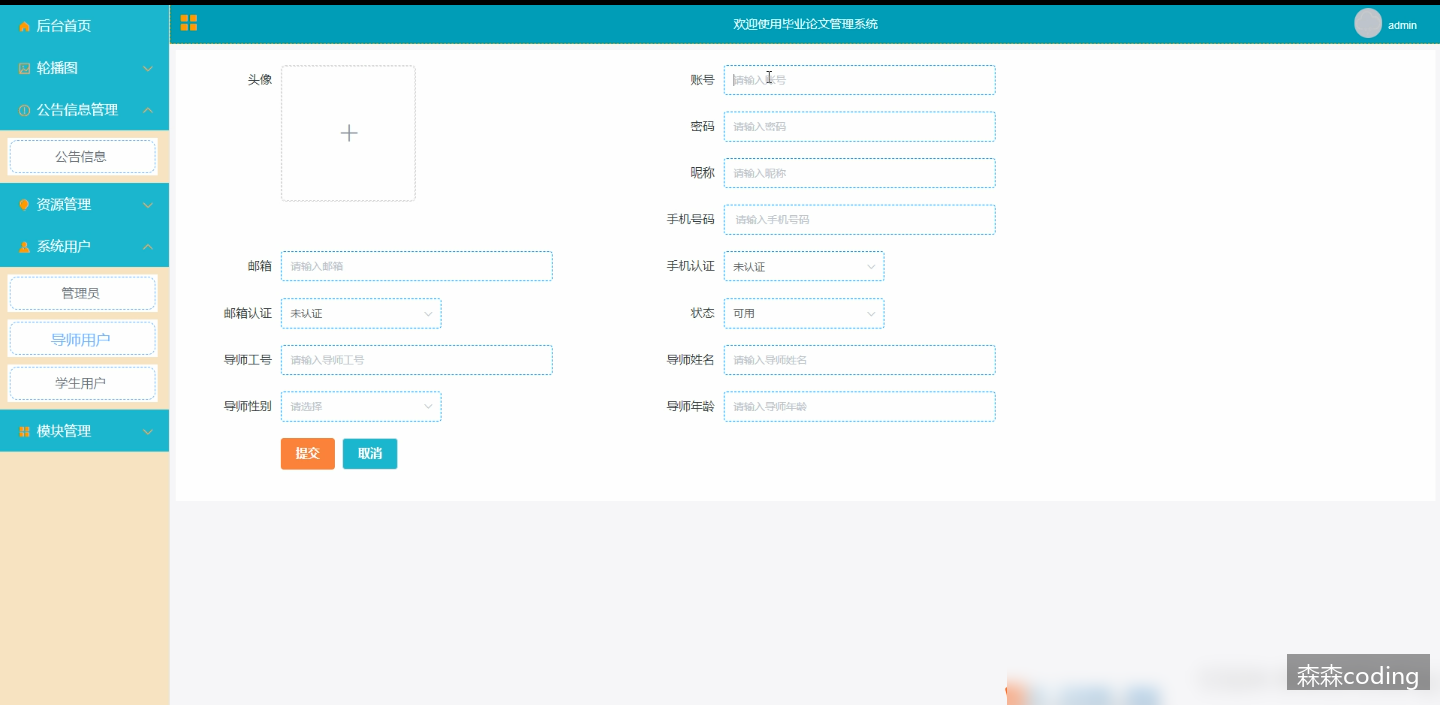 后台首页
轮播图
公告信息管理
公告信息
资源管理
系统用户
管理员
导师用户
学生用户
模块管理
欢迎使用毕业论文管理系统
admin
头像
账号
请输入账号
密码
请输入密码
昵称
请输入昵称
手机号码
请输入手机号码
邮箱
请输入邮箱
手机认证
未认证
邮箱认证
未认证
状态
可用
导师工号
请输入导师工号
导师姓名
请输入导师姓名
导师性别
请选择
导师年龄
请输入导师年龄
提交
取消
森森coding